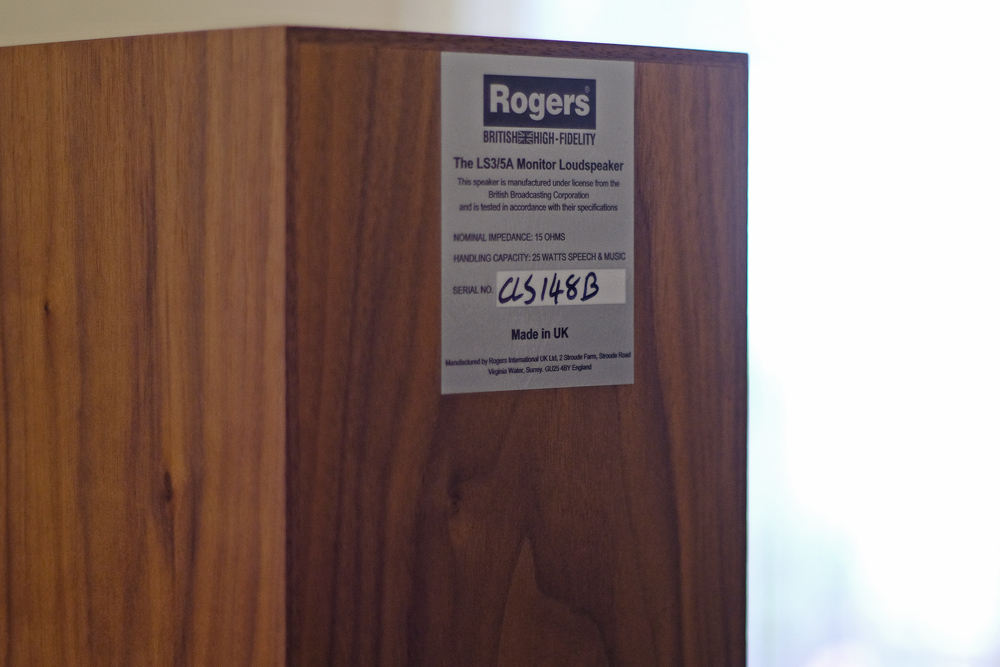 Rogers®
BRITISH HIGH-FIDELITY
The LS3/5A Monitor Loudspeaker
This speaker is manufactured under license from the
British Broadcasting Corporation
and is tested in accordance with their specifications
NOMINAL IMPEDANCE: 15 OHMS
HANDLING CAPACITY: 25 WATTS SPEECH & MUSIC
SERIAL NO. CLS148B
Made in UK
Manufactured by Rogers International UK Ltd, 2 Stroude Farm, Stroude Road
Virginia Water, Surrey. GU25 4BY England